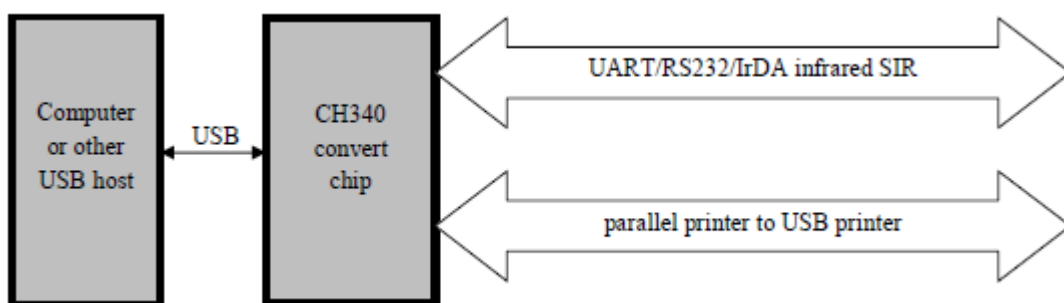 Computer
or other
USB host
USB
CH340
convert
chip
UART/RS232/IrDA infrared SIR
parallel printer to USB printer